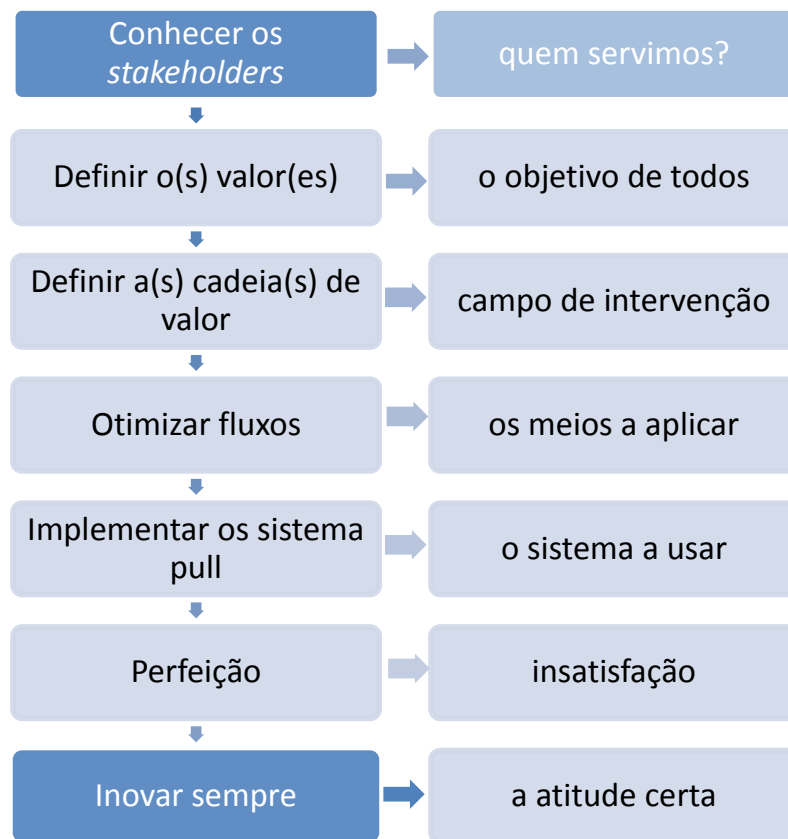 Conhecer os
stakeholders
quem servimos?
Definir o(s) valor(es)
o objetivo de todos
Definir a(s) cadeia(s) de
valor
campo de intervenção
Otimizar fluxos
os meios a aplicar
Implementar os sistema
pull
o sistema a usar
Perfeição
insatisfação
Inovar sempre
a atitude certa